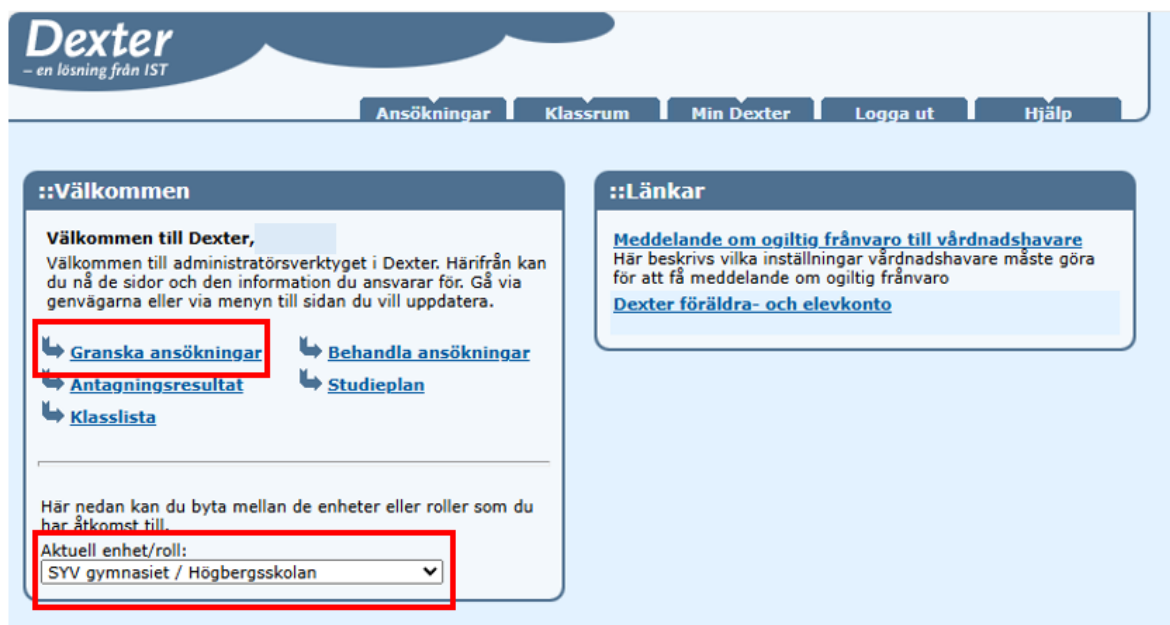 Dexter
– en lösning från IST
Ansökningar
Klassrum
Min Dexter
Logga ut
Hjälp
::Välkommen
Välkommen till Dexter,
Välkommen till administratörsverktyget i Dexter. Härifrån kan
du nå de sidor och den information du ansvarar för. Gå via
genvägarna eller via menyn till sidan du vill uppdatera.
Granska ansökningar
Behandla ansökningar
Antagningsresultat
Studieplan
Klasslista
Här nedan kan du byta mellan de enheter eller roller som du
har åtkomst till.
Aktuell enhet/roll:
SYV gymnasiet / Högbergsskolan
::Länkar
Meddelande om ogiltig frånvaro till vårdnadshavare
Här beskrivs vilka inställningar vårdnadshavare måste göra
för att få meddelande om ogiltig frånvaro
Dexter föräldra- och elevkonto